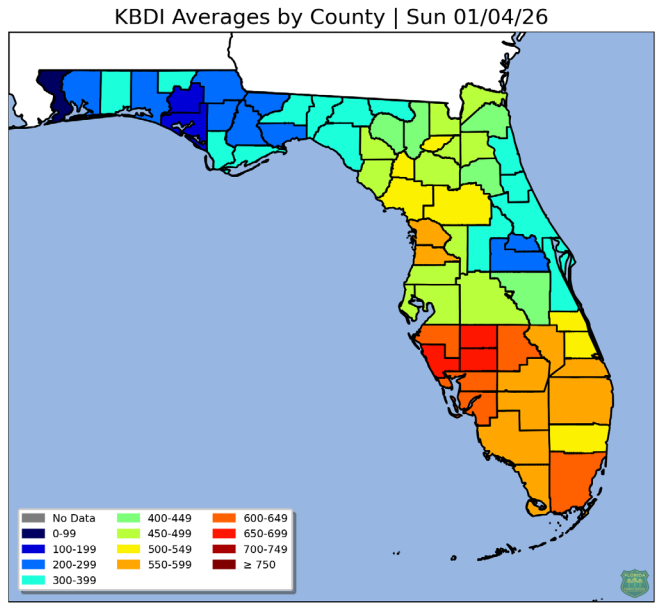 KBDI Averages by County | Sun 01/04/26
No Data 400-449 600-649
0-99 450-499 650-699
100-199 500-549 700-749
200-299 550-599 ≥ 750
300-399
FLORIDA